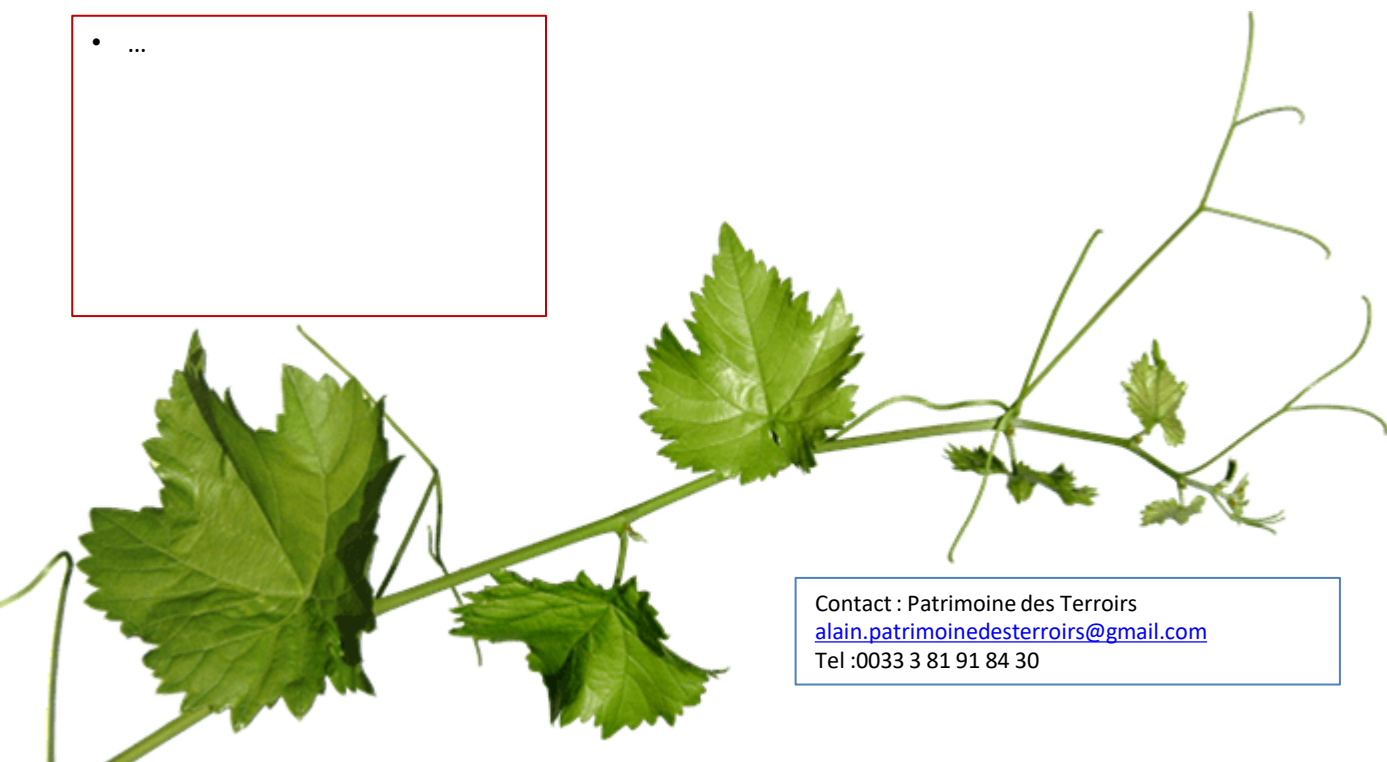 • ...
Contact : Patrimoine des Terroirs
alain.patrimoinedesterroirs@gmail.com
Tel :0033 3 81 91 84 30